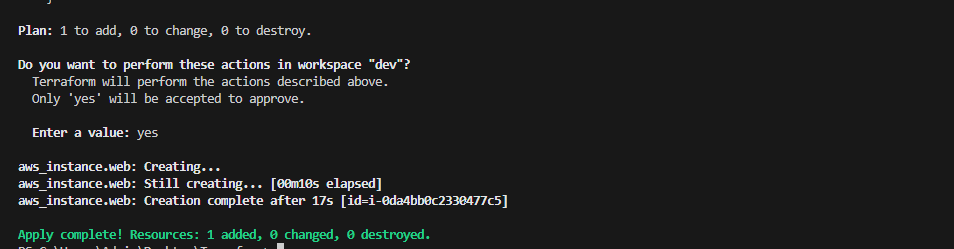 Plan: 1 to add, 0 to change, 0 to destroy.
Do you want to perform these actions in workspace "dev"?
Terraform will perform the actions described above.
Only 'yes' will be accepted to approve.
Enter a value: yes
aws_instance.web: Creating...
aws_instance.web: Still creating... [00m10s elapsed]
aws_instance.web: Creation complete after 17s [id=i-0da4bb0c2330477c5]
Apply complete! Resources: 1 added, 0 changed, 0 destroyed.